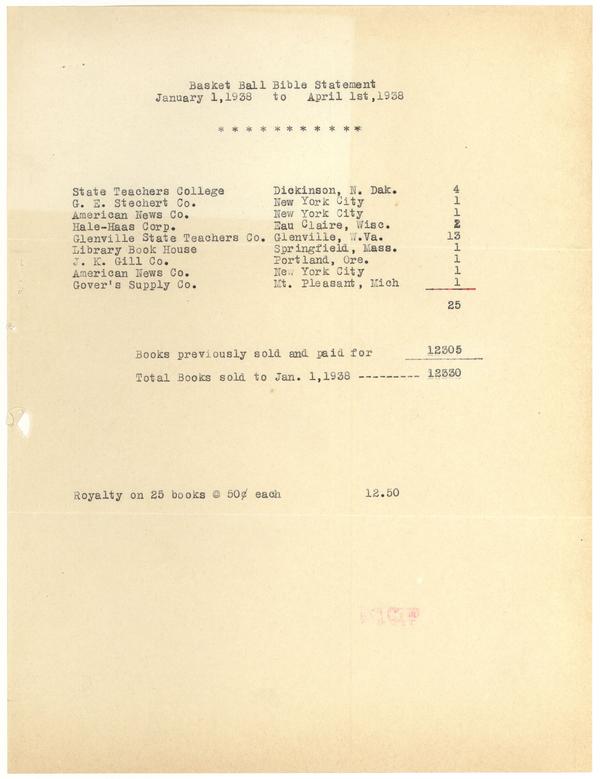 Basket Ball Bible Statement
January 1,1938 to April 1st,1938
* * * * * * * * * * *
State Teachers College Dickinson, N. Dak. 4
G. E. Stechert Co. New York City 1
American News Co. New York City 1
Hale-Haas Corp. Eau Claire, Wisc. 2
Glenville State Teachers Co. Glenville, W.Va. 13
Library Book House Springfield, Mass. 1
J. K. Gill Co. Portland, Ore. 1
American News Co. New York City 1
Gover's Supply Co. Mt. Pleasant, Mich 1
25
Books previously sold and paid for 12305
Total Books sold to Jan. 1,1938 --------- 12330
Royalty on 25 books @ 50¢ each 12.50